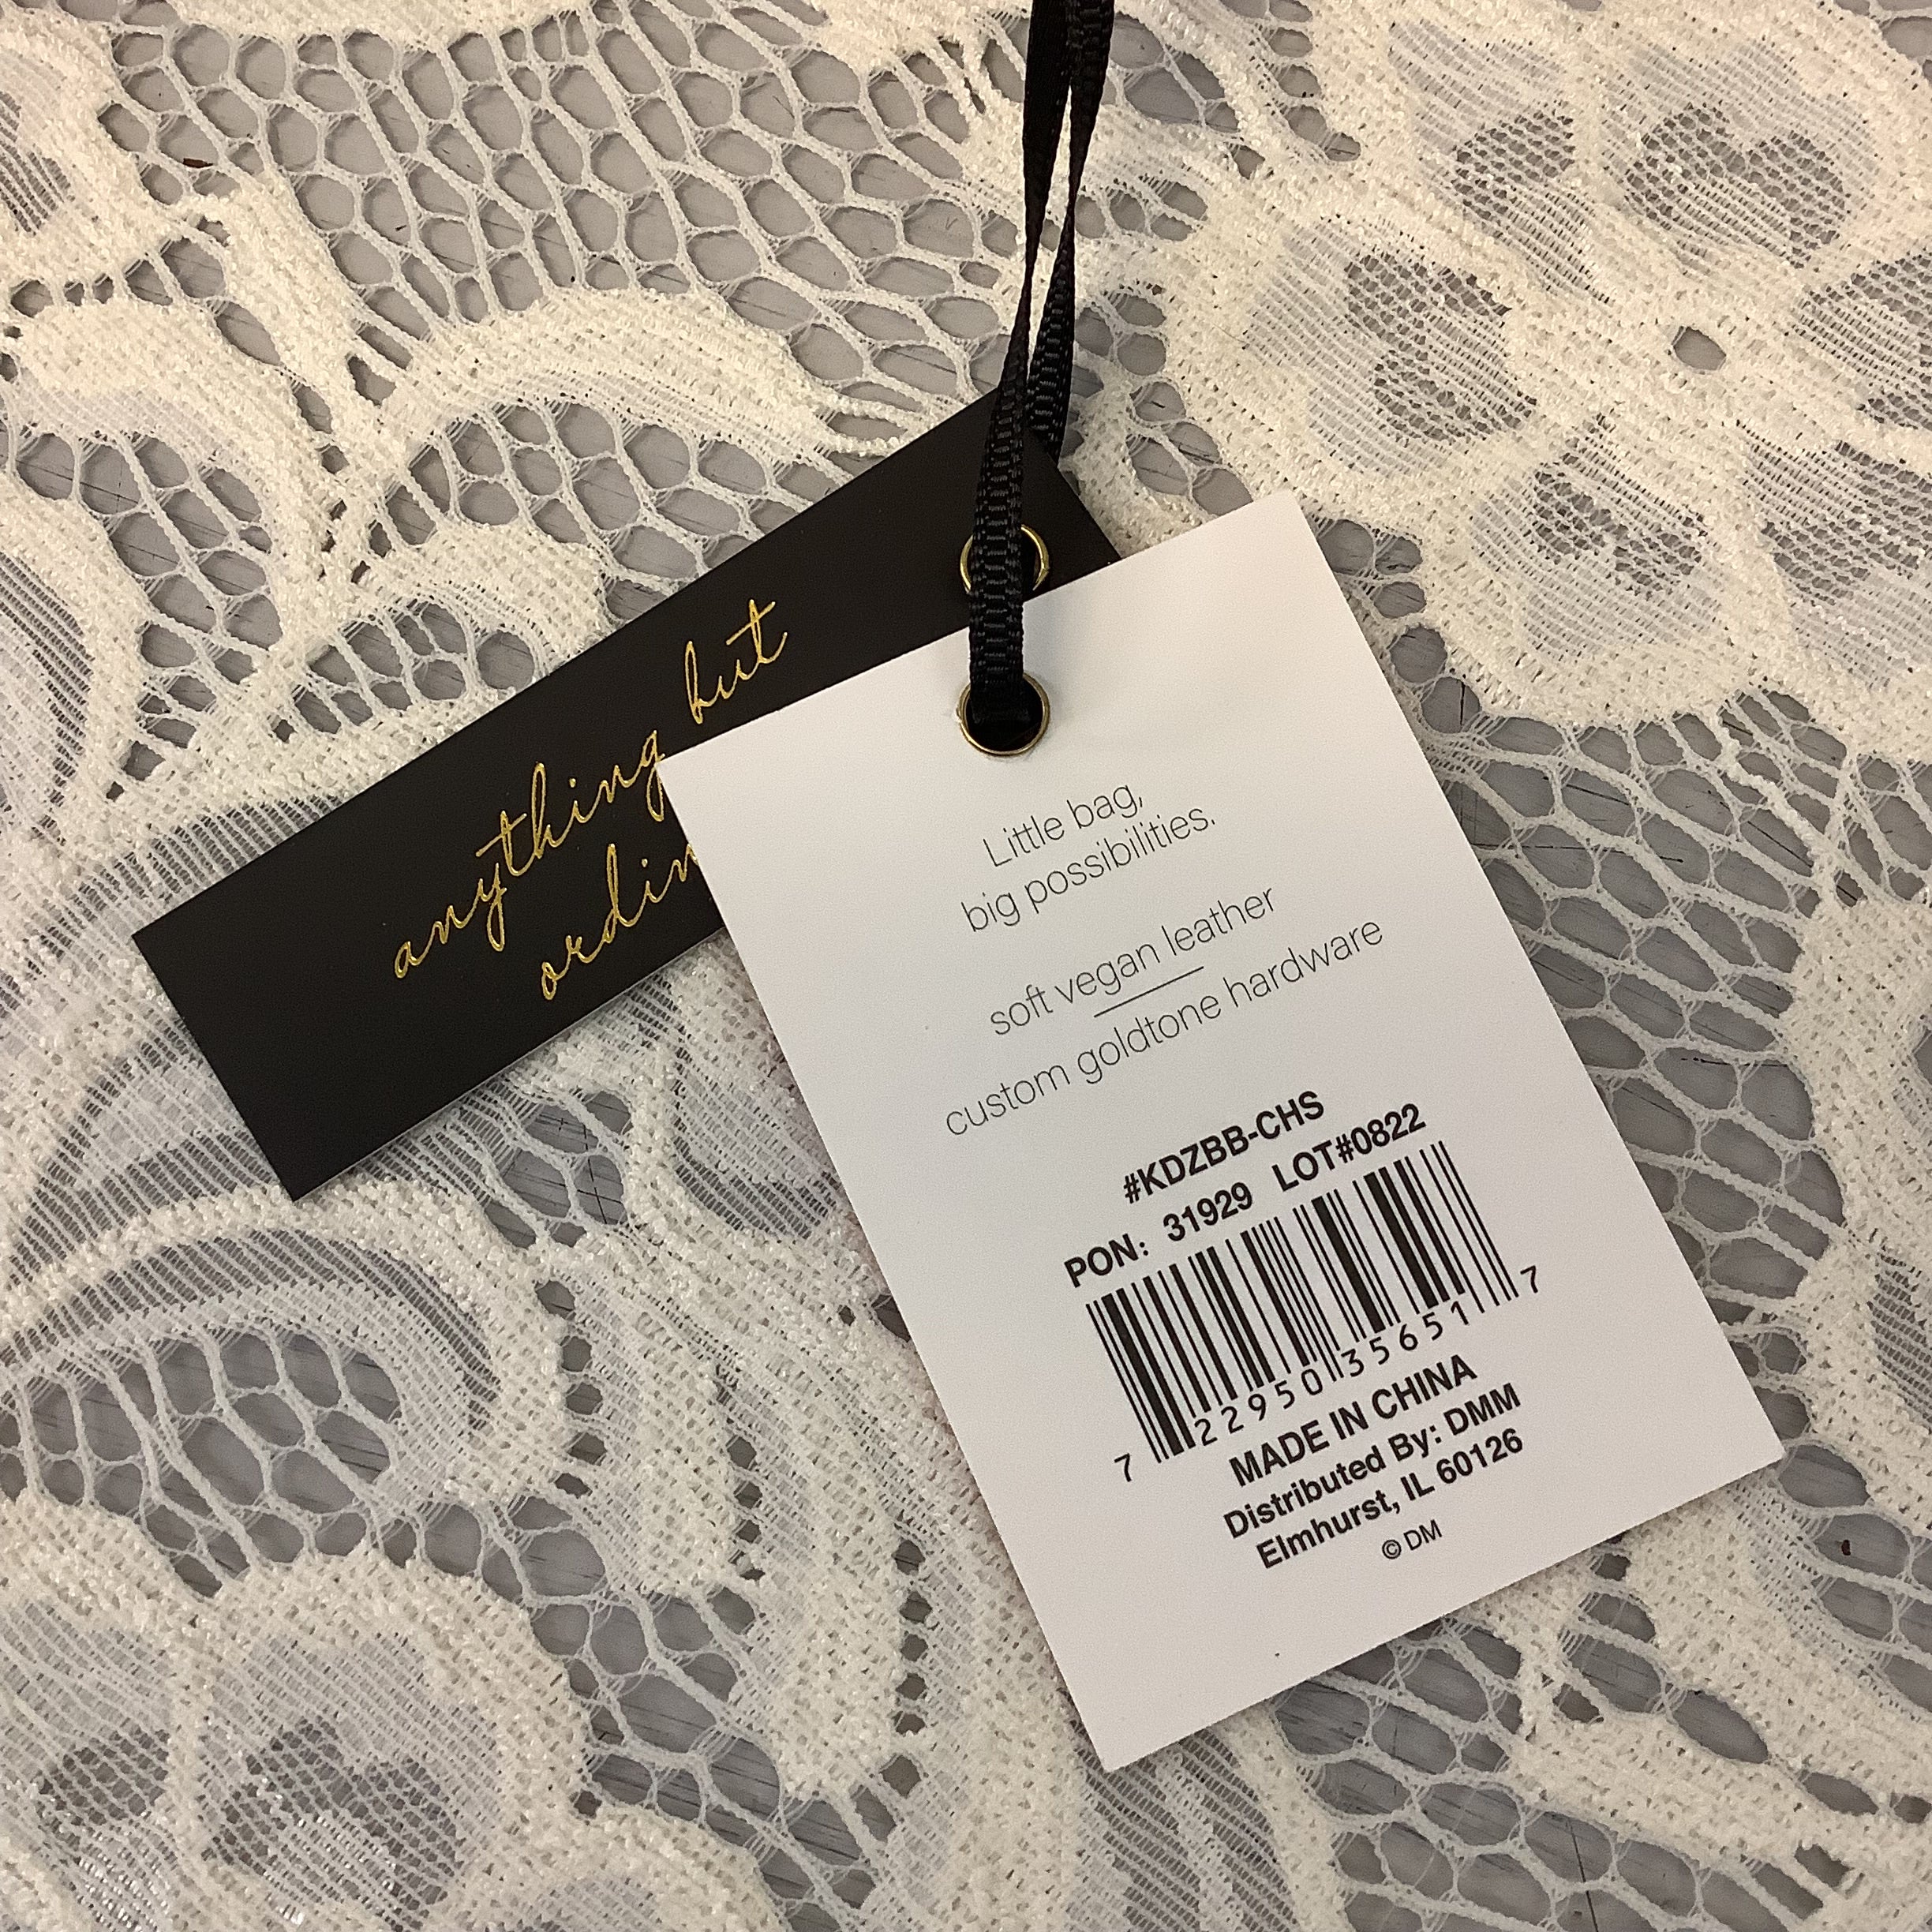 anything but
ordin
Little bag,
big possibilities.
soft vegan leather
custom goldtone hardware
#KDZBB-CHS
PON: 31929 LOT#0822
7 22950 35651 7
MADE IN CHINA
Distributed By: DMM
Elmhurst, IL 60126
© DM